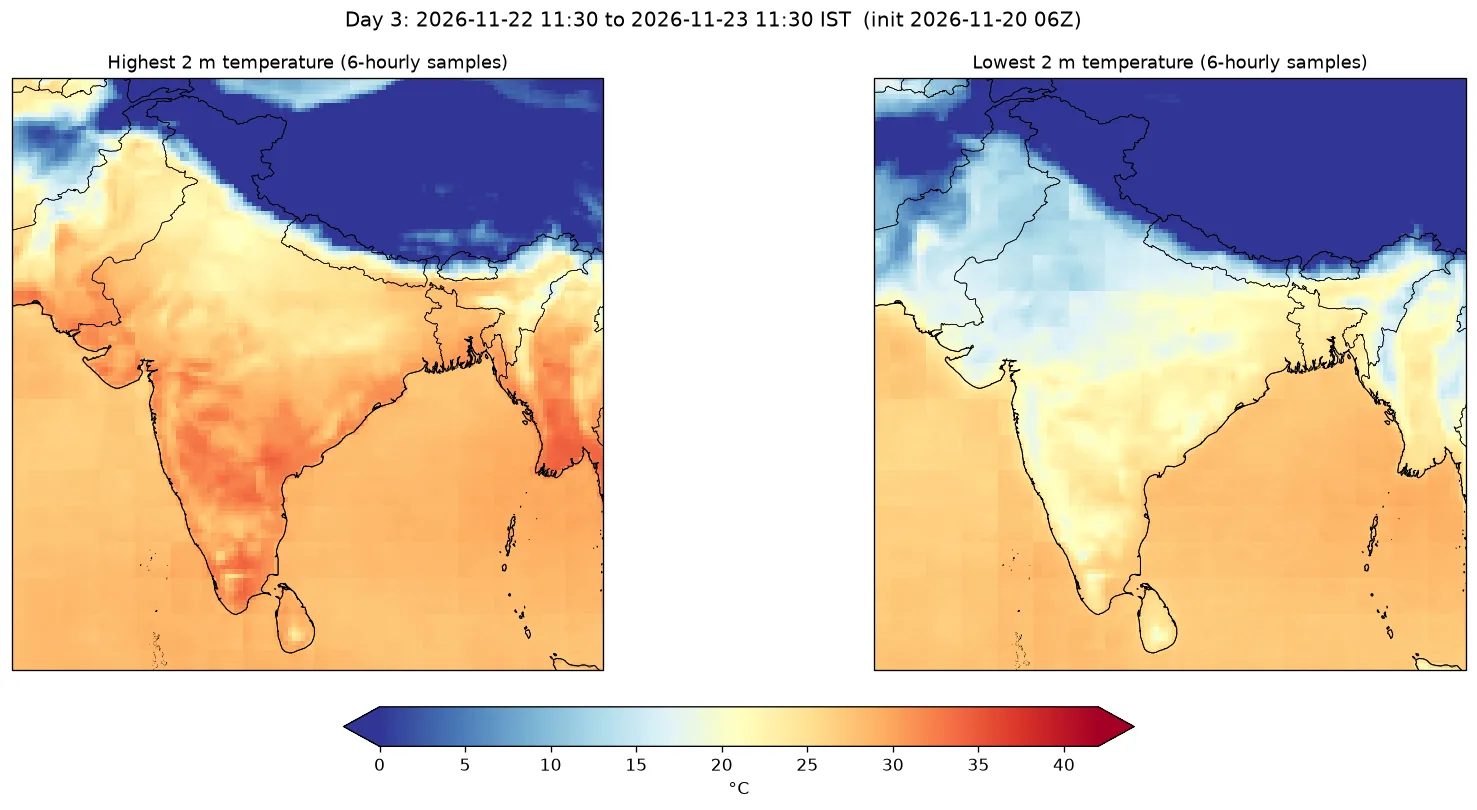 Day 3: 2026-11-22 11:30 to 2026-11-23 11:30 IST  (init 2026-11-20 06Z)
Highest 2 m temperature (6-hourly samples)
Lowest 2 m temperature (6-hourly samples)
0 5 10 15 20 25 30 35 40
°C